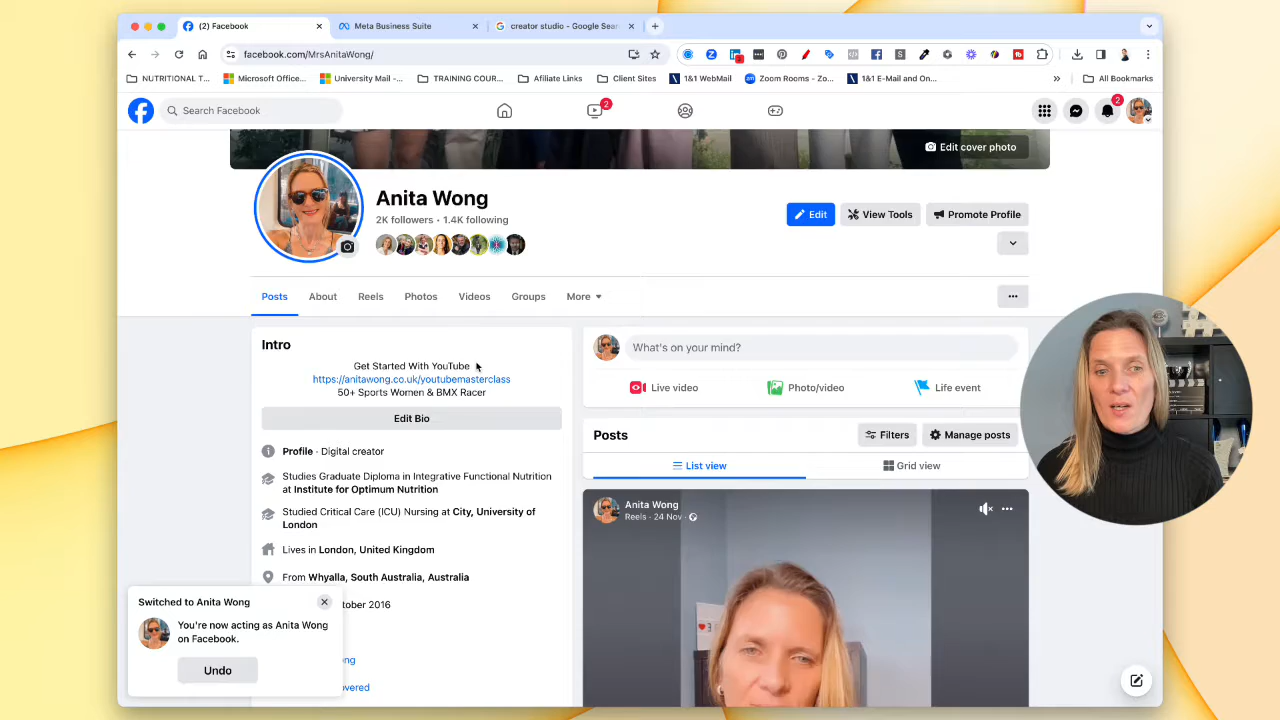 (2) Facebook
Meta Business Suite
creator studio - Google Sear
facebook.com/MrsAnitaWong/
NUTRITIONAL T...
Microsoft Office...
University Mail -...
TRAINING COUR...
Afiliate Links
Client Sites
1&1 WebMail
Zoom Rooms - Zo...
1&1 E-Mail and On...
All Bookmarks
Search Facebook
2
2
Edit cover photo
Anita Wong
2K followers · 1.4K following
Edit
View Tools
Promote Profile
Posts
About
Reels
Photos
Videos
Groups
More
Intro
Get Started With YouTube
https://anitawong.co.uk/youtubemasterclass
50+ Sports Women & BMX Racer
Edit Bio
Profile · Digital creator
Studies Graduate Diploma in Integrative Functional Nutrition
at Institute for Optimum Nutrition
Studied Critical Care (ICU) Nursing at City, University of
London
Lives in London, United Kingdom
From Whyalla, South Australia, Australia
tober 2016
ong
overed
What's on your mind?
Live video
Photo/video
Life event
Posts
Filters
Manage posts
List view
Grid view
Anita Wong
Reels · 24 Nov ·
Switched to Anita Wong
You're now acting as Anita Wong
on Facebook.
Undo